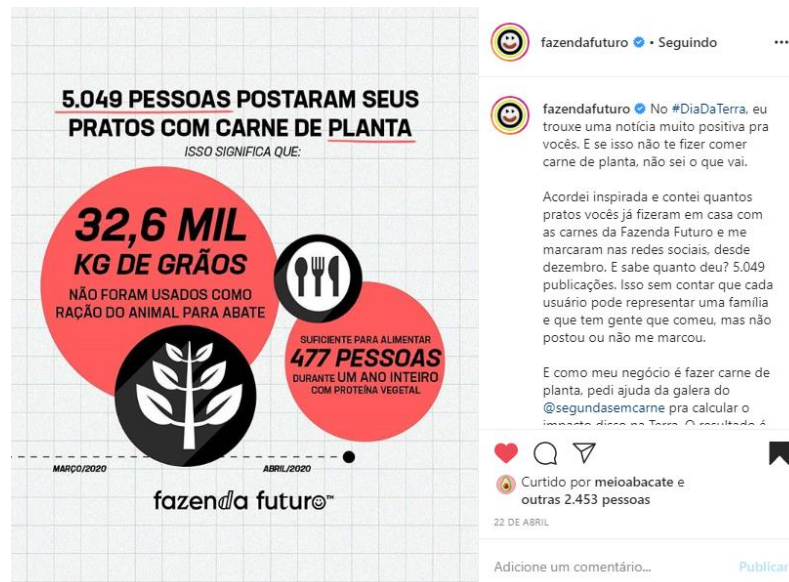 5.049 PESSOAS POSTARAM SEUS
PRATOS COM CARNE DE PLANTA
ISSO SIGNIFICA QUE:
32,6 MIL
KG DE GRÃOS
NÃO FORAM USADOS COMO
RAÇÃO DO ANIMAL PARA ABATE
SUFICIENTE PARA ALIMENTAR
477 PESSOAS
DURANTE UM ANO INTEIRO
COM PROTEÍNA VEGETAL
MARÇO/2020
ABRIL/2020
fazenda futuro™
fazendafuturo • Seguindo
fazendafuturo No #DiaDaTerra, eu
trouxe uma notícia muito positiva pra
vocês. E se isso não te fizer comer
carne de planta, não sei o que vai.
Acordei inspirada e contei quantos
pratos vocês já fizeram em casa com
as carnes da Fazenda Futuro e me
marcaram nas redes sociais, desde
dezembro. E sabe quanto deu? 5.049
publicações. Isso sem contar que cada
usuário pode representar uma família
e que tem gente que comeu, mas não
postou ou não me marcou.
E como meu negócio é fazer carne de
planta, pedi ajuda da galera do
@segundasemcarne pra calcular o
impacto disso na Terra. O resultado é
Curtido por meioabacate e
outras 2.453 pessoas
22 DE ABRIL
Adicione um comentário...
Publicar